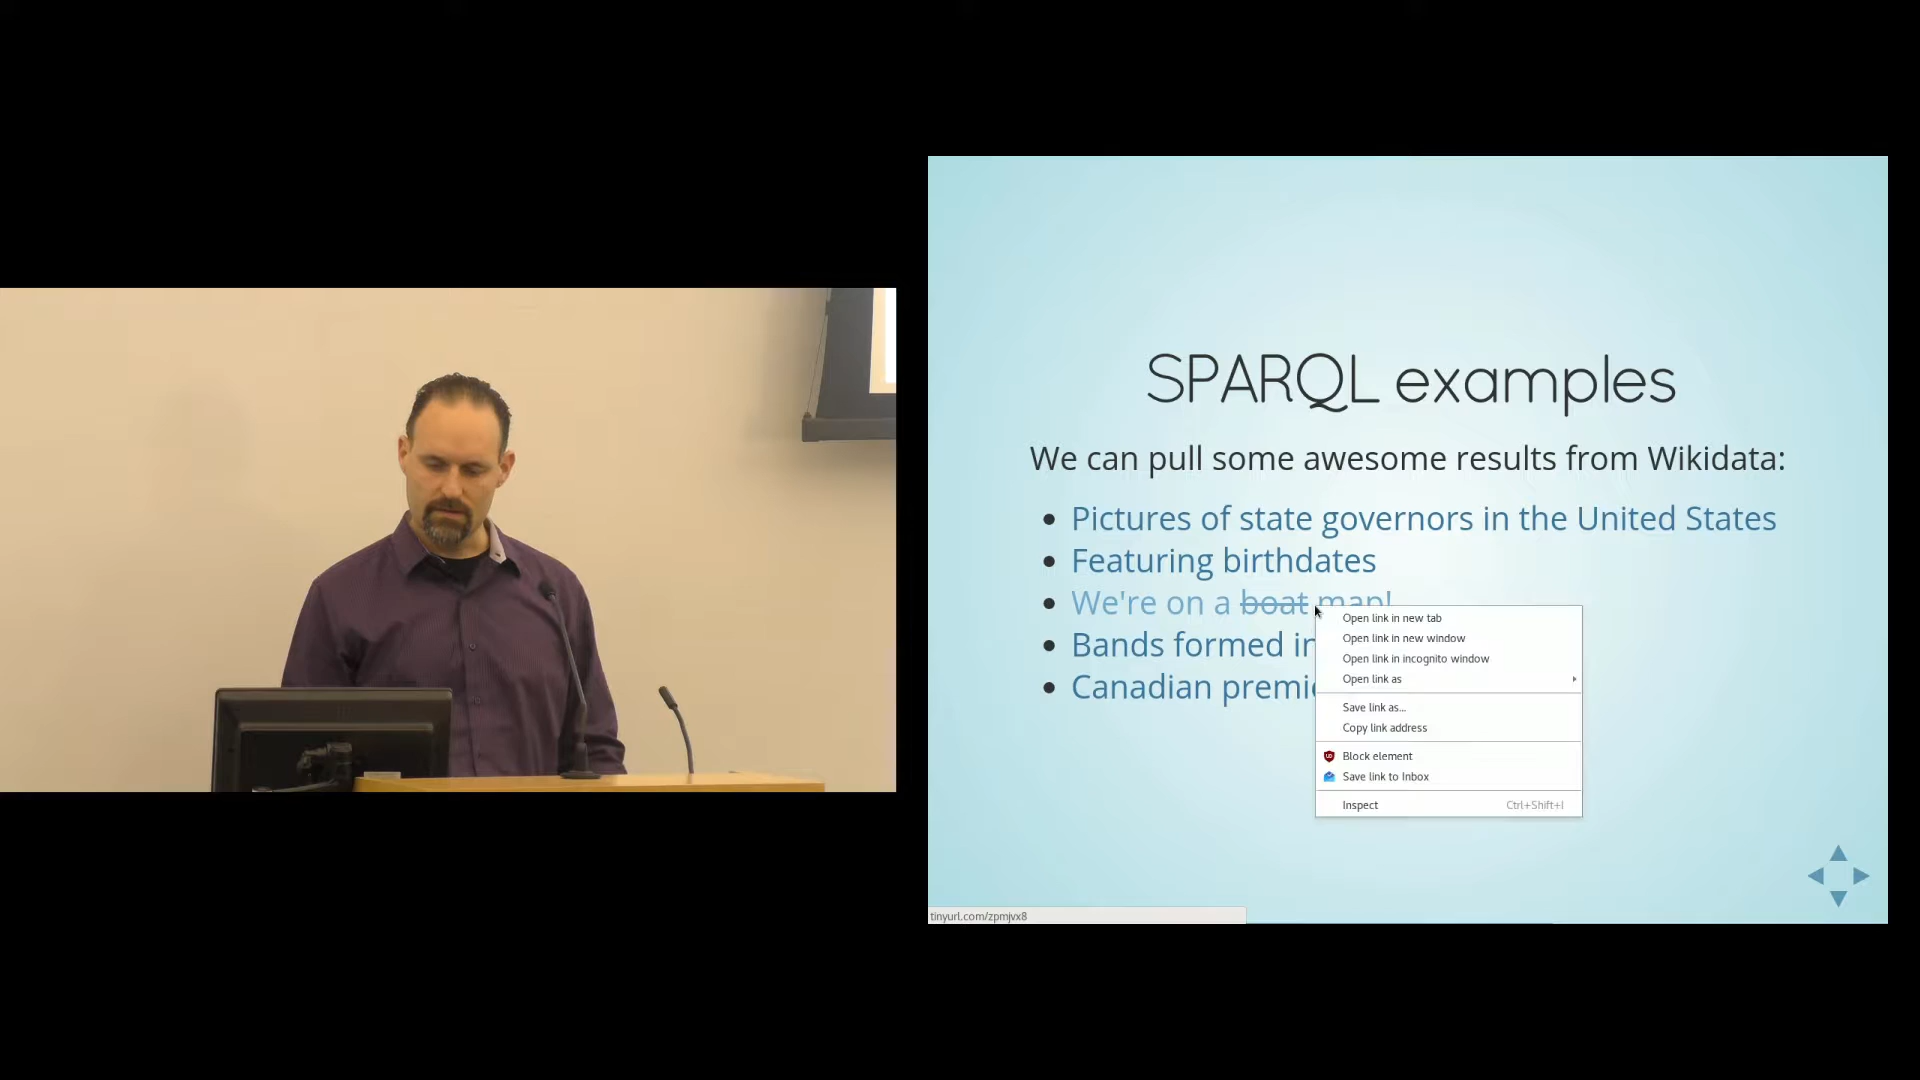 SPARQL examples
We can pull some awesome results from Wikidata:
Pictures of state governors in the United States
Featuring birthdates
We're on a boat map!
Bands formed in
Canadian premi
Open link in new tab
Open link in new window
Open link in incognito window
Open link as
Save link as...
Copy link address
Block element
Save link to Inbox
Inspect Ctrl+Shift+I
tinyurl.com/zpmjvx8